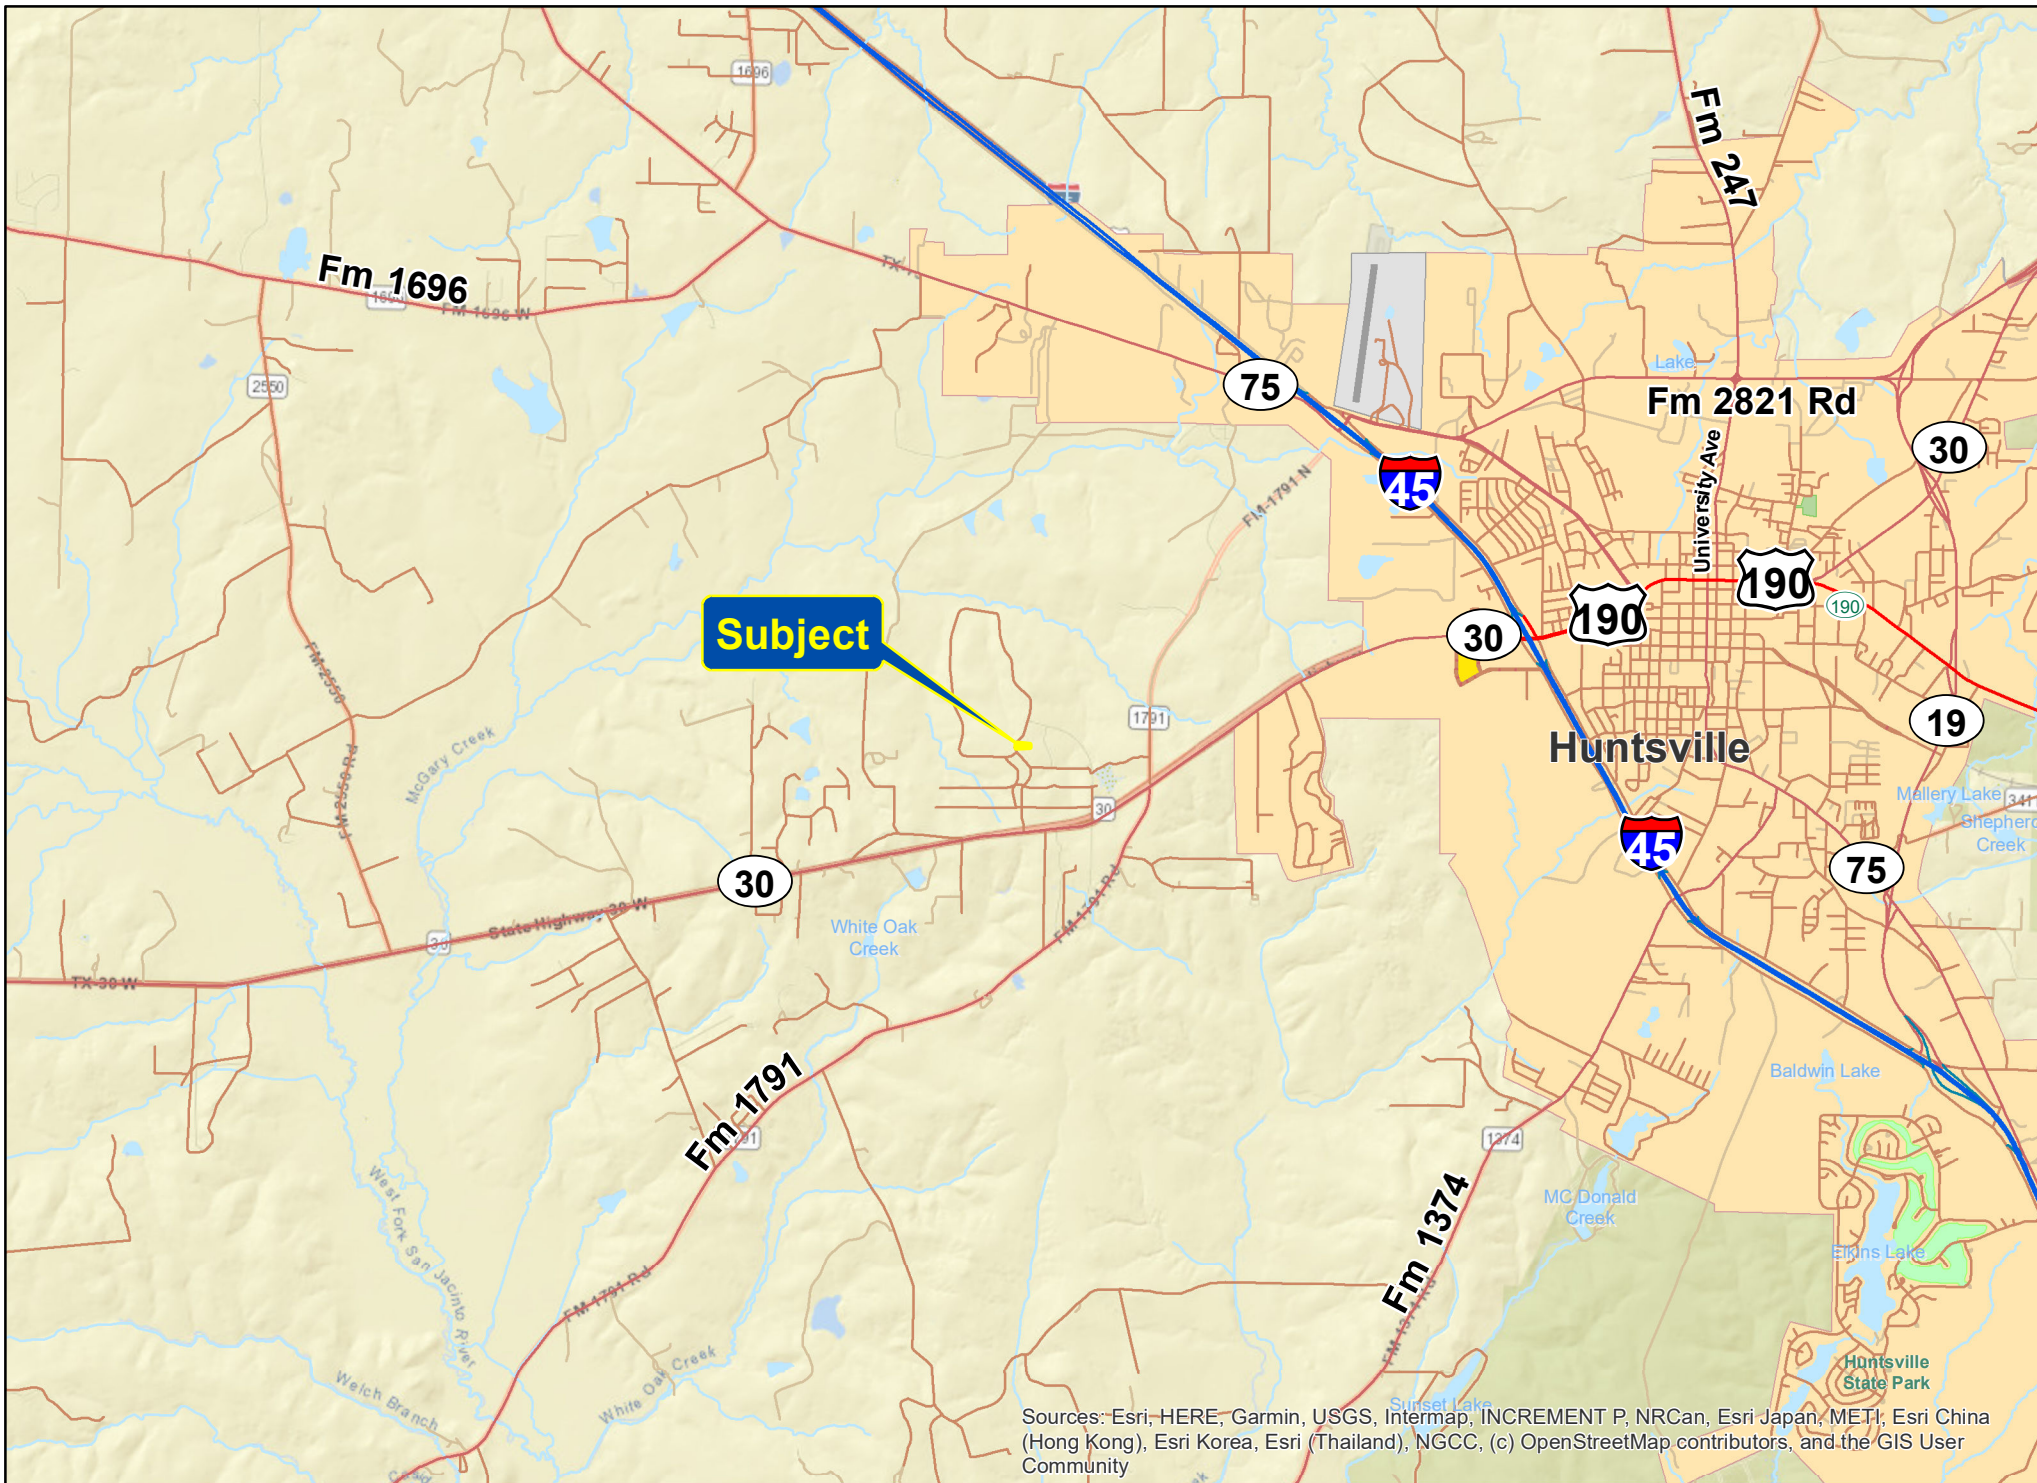 1696
Fm 247
Fm 1696
1696
FM 1696 W
2550
75
Lake
Fm 2821 Rd
30
45
University Ave
FM-1791 N
190
190
190
30
Subject
FM-2550
1791
19
Huntsville
McGary Creek
FM-2550 Rd
30
Mallery Lake
341
Shepherd
Creek
45
75
30
FM 1791 Rd
State Highway 30 W
White Oak
Creek
30
TX-30 W
Baldwin Lake
Fm 1791
1374
West Fork San Jacinto River
Fm 1374
MC Donald
Creek
Elkins Lake
FM 1791 Rd
FM 1374 Rd
Huntsville
State Park
White Oak Creek
Welch Branch
Sunset Lake
Sources: Esri, HERE, Garmin, USGS, Intermap, INCREMENT P, NRCan, Esri Japan, METI, Esri China
(Hong Kong), Esri Korea, Esri (Thailand), NGCC, (c) OpenStreetMap contributors, and the GIS User
Community